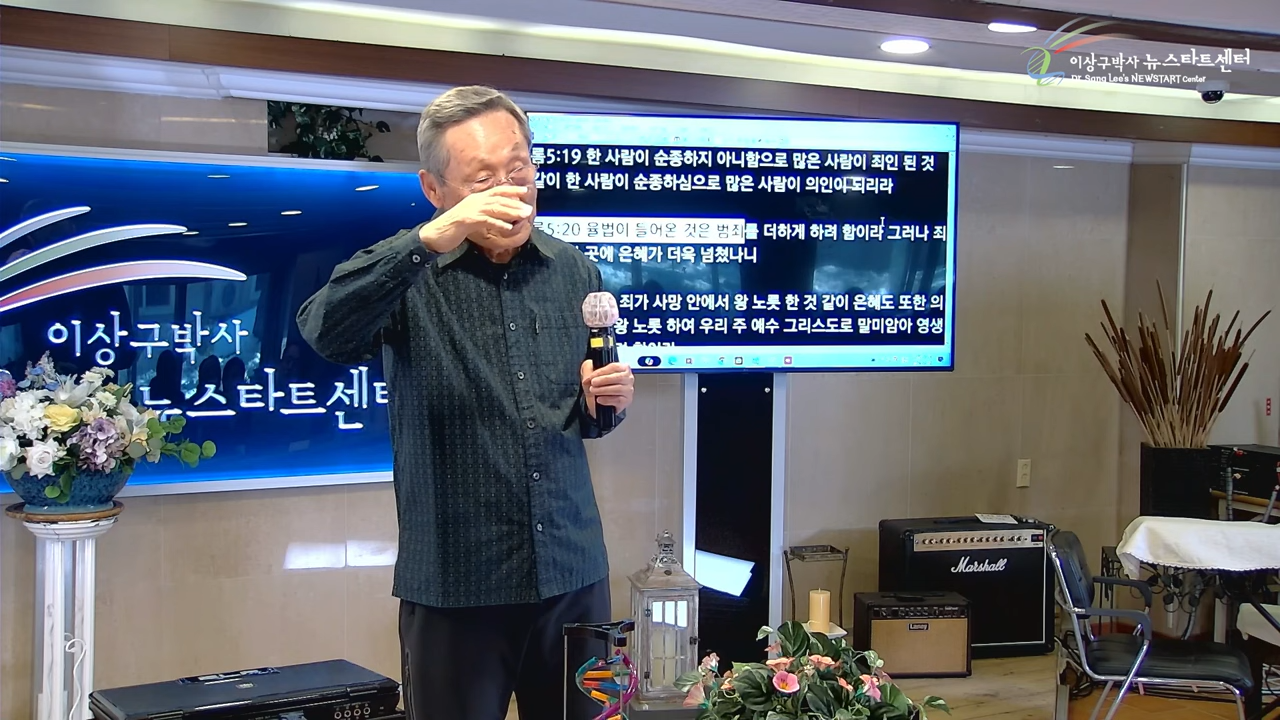 이상구박사 뉴스타트센터
Dr. Sang Lee's NEWSTART Center
롬5:19 한 사람이 순종하지 아니함으로 많은 사람이 죄인 된 것
같이 한 사람이 순종하심으로 많은 사람이 의인이 되리라
롬5:20 율법이 들어온 것은 범죄를 더하게 하려 함이라 그러나 죄
곳에 은혜가 더욱 넘쳤나니
죄가 사망 안에서 왕 노릇 한 것 같이 은혜도 또한 의
왕 노릇 하여 우리 주 예수 그리스도로 말미암아 영생
이상구박사
뉴스타트센터
Marshall
Laney